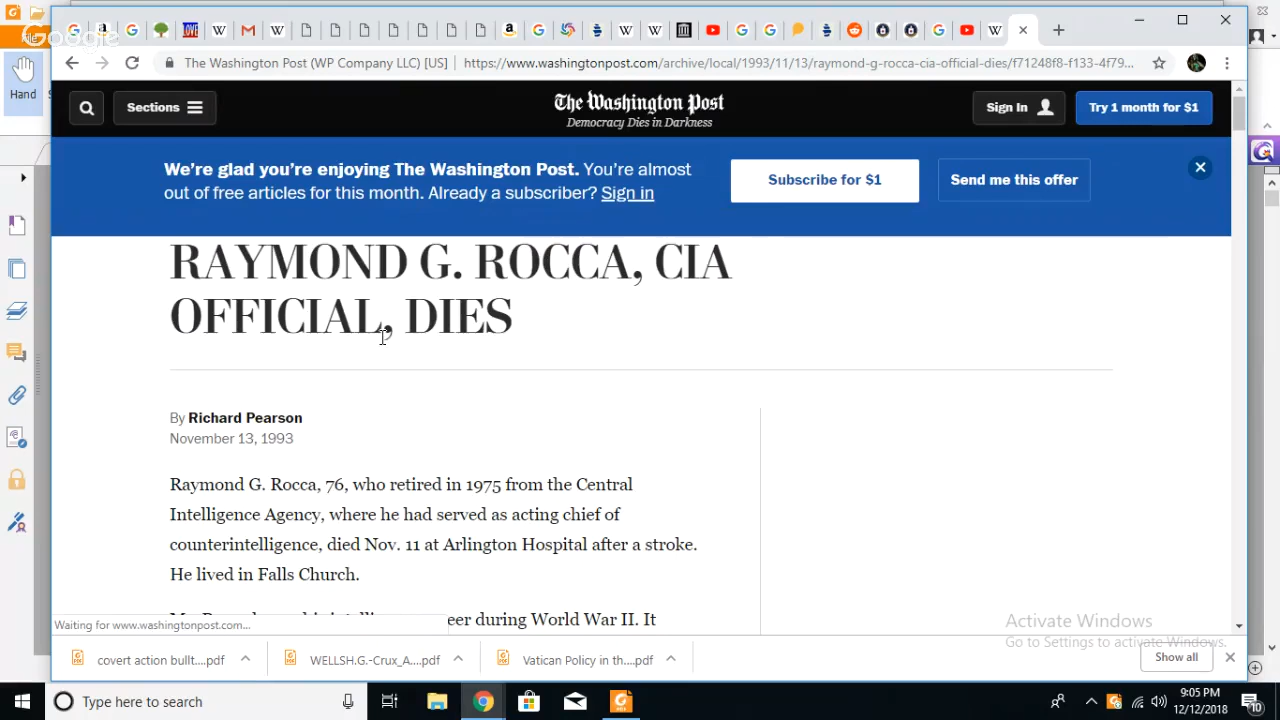 Google
File
Hand
The Washington Post (WP Company LLC) [US]
https://www.washingtonpost.com/archive/local/1993/11/13/raymond-g-rocca-cia-official-dies/f71248f8-f133-4f79...
Sections
The Washington Post
Democracy Dies in Darkness
Sign In
Try 1 month for $1
We're glad you're enjoying The Washington Post. You're almost
out of free articles for this month. Already a subscriber? Sign in
Subscribe for $1
Send me this offer
RAYMOND G. ROCCA, CIA
OFFICIAL, DIES
By Richard Pearson
November 13, 1993
Raymond G. Rocca, 76, who retired in 1975 from the Central
Intelligence Agency, where he had served as acting chief of
counterintelligence, died Nov. 11 at Arlington Hospital after a stroke.
He lived in Falls Church.
during World War II. It
Waiting for www.washingtonpost.com...
Activate Windows
Go to Settings to activate Windows.
covert action bullt....pdf
WELLSH.G.-Crux_A....pdf
Vatican Policy in th....pdf
Show all
Type here to search
9:05 PM
12/12/2018
10